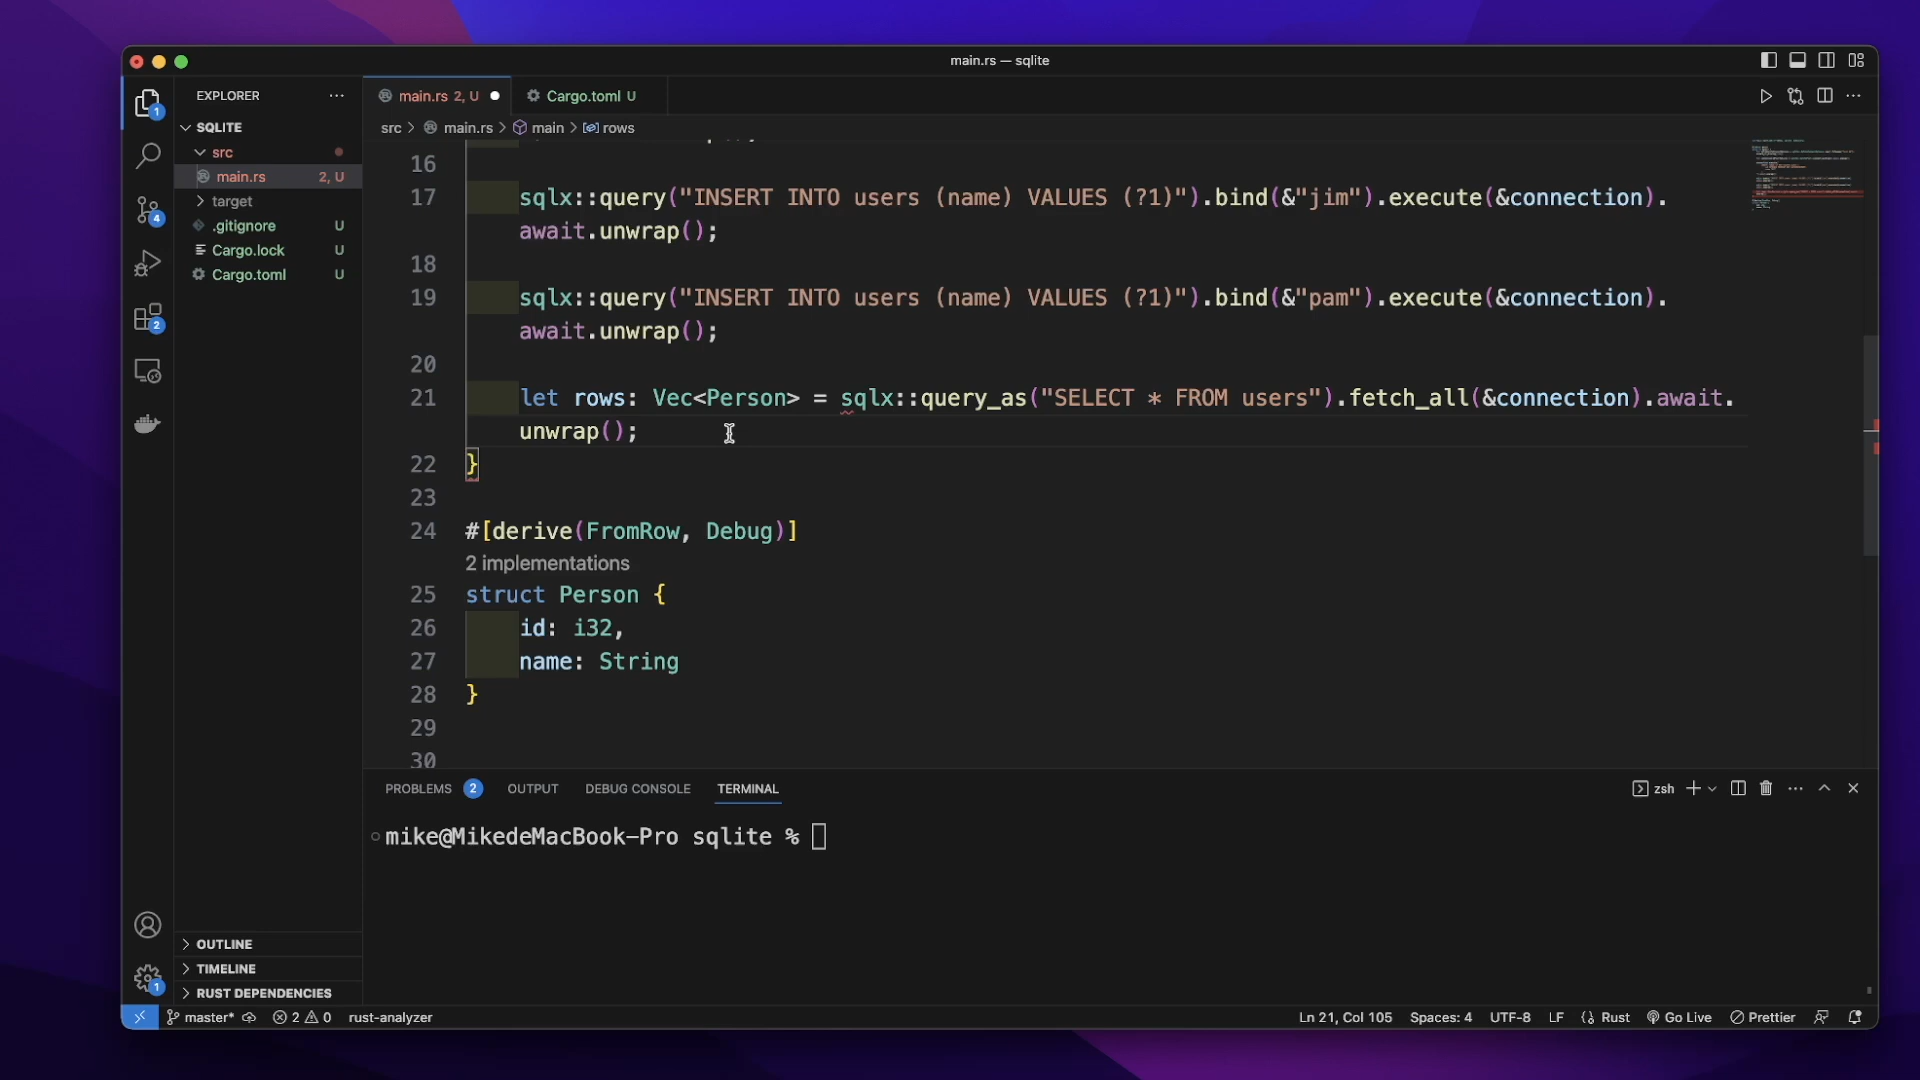 main.rs — sqlite
EXPLORER
SQLITE
src
main.rs 2, U
target
.gitignore U
Cargo.lock U
Cargo.toml U
OUTLINE
TIMELINE
RUST DEPENDENCIES
main.rs 2, U
Cargo.toml U
src > main.rs > main > rows
16
17 sqlx::query("INSERT INTO users (name) VALUES (?1)").bind(&"jim").execute(&connection).
await.unwrap();
18
19 sqlx::query("INSERT INTO users (name) VALUES (?1)").bind(&"pam").execute(&connection).
await.unwrap();
20
21 let rows: Vec<Person> = sqlx::query_as("SELECT * FROM users").fetch_all(&connection).await.
unwrap();
22 }
23
24 #[derive(FromRow, Debug)]
2 implementations
25 struct Person {
26 id: i32,
27 name: String
28 }
29
30
PROBLEMS 2 OUTPUT DEBUG CONSOLE TERMINAL
zsh
mike@MikedeMacBook-Pro sqlite %
master* 2 0 rust-analyzer
Ln 21, Col 105 Spaces: 4 UTF-8 LF Rust Go Live Prettier